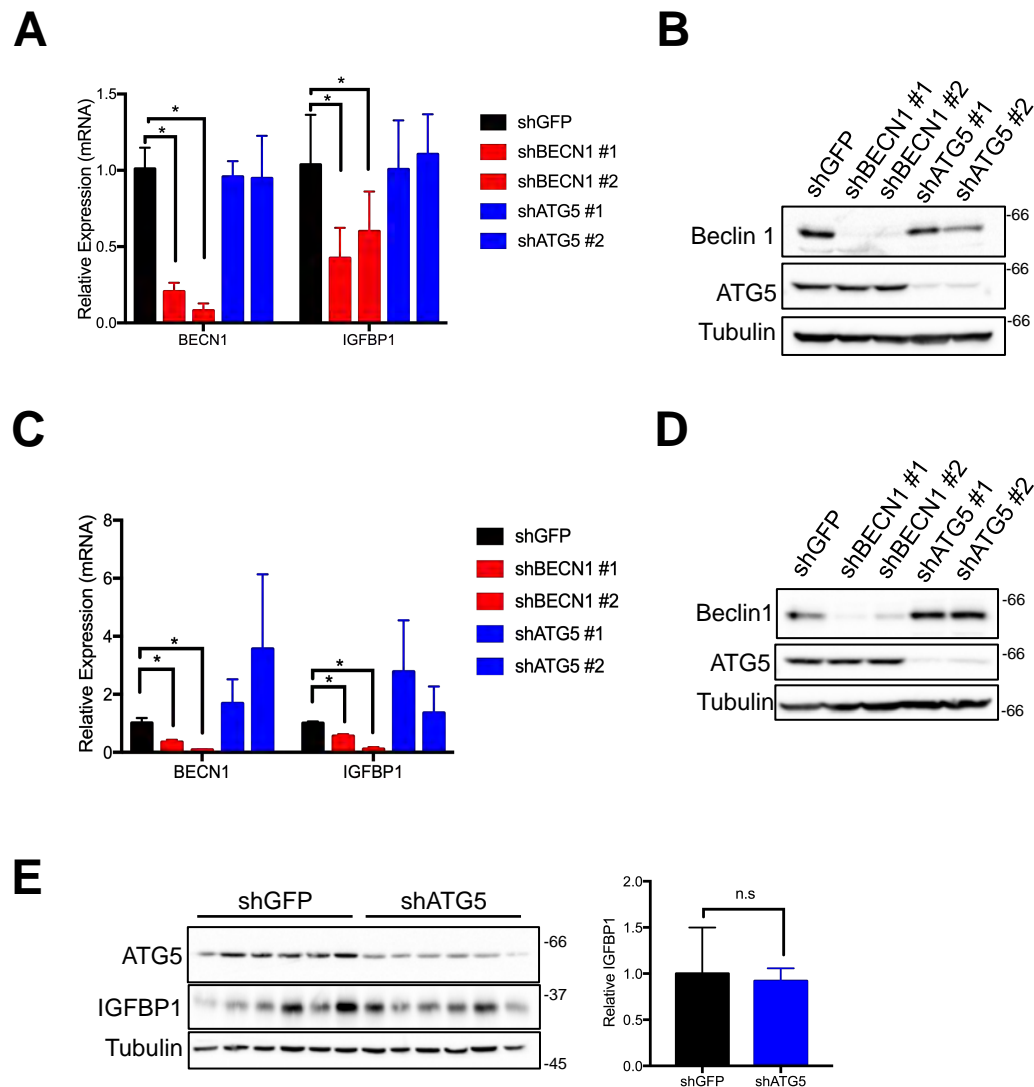 A
Relative Expression (mRNA)
1.5
1.0
0.5
0.0
*
*
*
*
BECN1
IGFBP1
shGFP
shBECN1 #1
shBECN1 #2
shATG5 #1
shATG5 #2
B
shGFP
shBECN1 #1
shBECN1 #2
shATG5 #1
shATG5 #2
Beclin 1
-66
ATG5
-66
Tubulin
-66
C
Relative Expression (mRNA)
8
6
4
2
0
*
*
*
*
BECN1
IGFBP1
shGFP
shBECN1 #1
shBECN1 #2
shATG5 #1
shATG5 #2
D
shGFP
shBECN1 #1
shBECN1 #2
shATG5 #1
shATG5 #2
Beclin1
-66
ATG5
-66
Tubulin
-66
E
shGFP
shATG5
ATG5
-66
IGFBP1
-37
Tubulin
-45
Relative IGFBP1
2.0
1.5
1.0
0.5
0.0
n.s
shGFP
shATG5